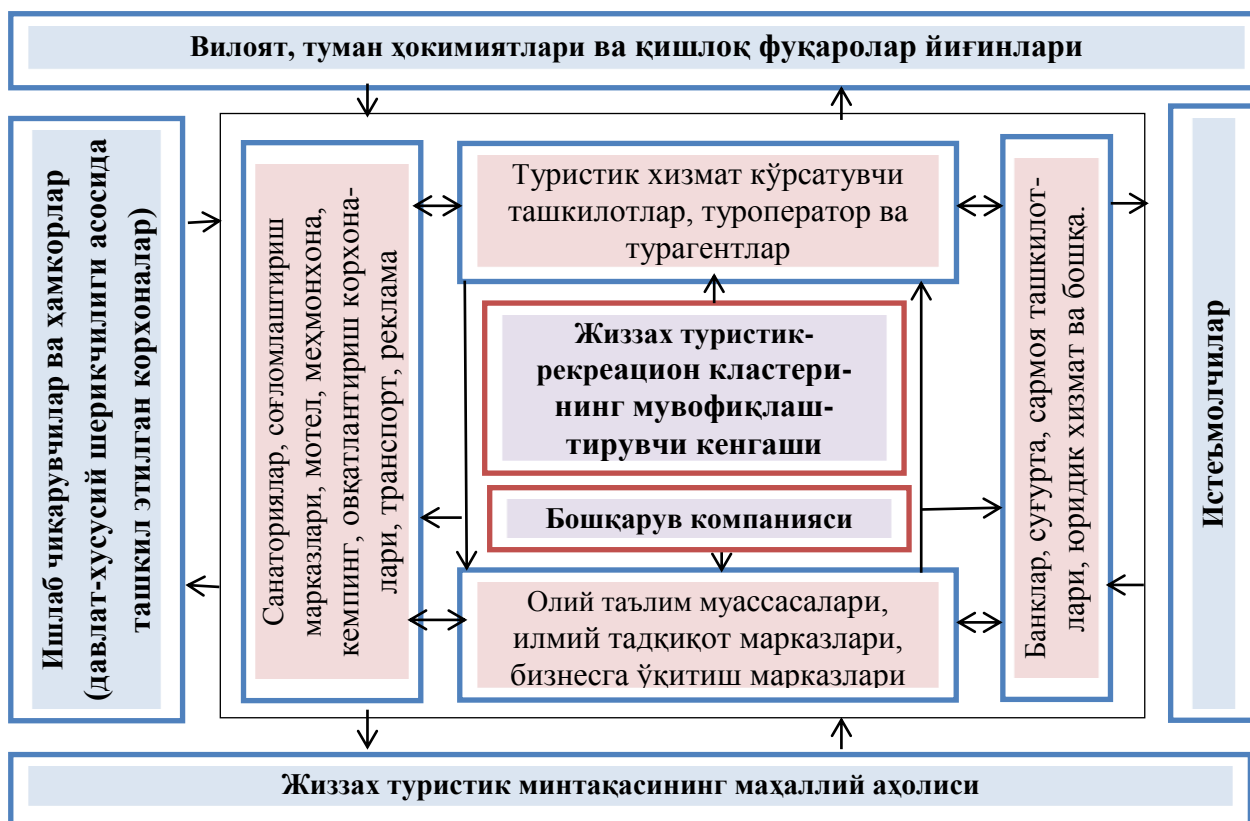 Вилоят, туман ҳокимиятлари ва қишлоқ фуқаролар йиғинлари
Ишлаб чиқарувчилар ва ҳамкорлар
(давлат-хусусий шерикчилиги асосида
ташкил этилган корхоналар)
Санаториялар, соғломлаштириш
марказлари, мотел, меҳмонхона,
кемпинг, овқатлантириш корхона-
лари, транспорт, реклама
Туристик хизмат кўрсатувчи
ташкилотлар, туроператор ва
турагентлар
Жиззах туристик-
рекреацион кластери-
нинг мувофиқлаш-
тирувчи кенгаши
Бошқарув компанияси
Олий таълим муассасалари,
илмий тадқиқот марказлари,
бизнесга ўқитиш марказлари
Банклар, суғурта, сармоя ташкилот-
лари, юридик хизмат ва бошқа.
Истеъмолчилар
Жиззах туристик минтақасининг маҳаллий аҳолиси